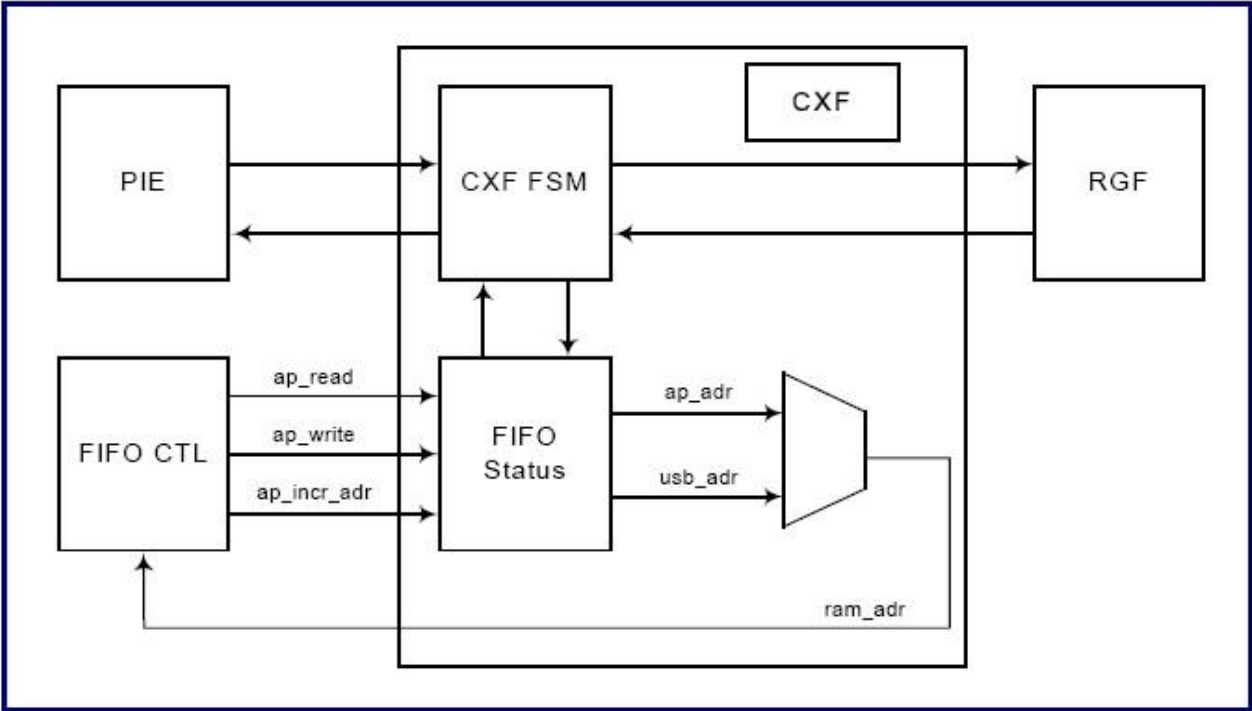 CXF
PIE
CXF FSM
RGF
ap_read
ap_write
ap_incr_adr
FIFO CTL
FIFO
Status
ap_adr
usb_adr
ram_adr